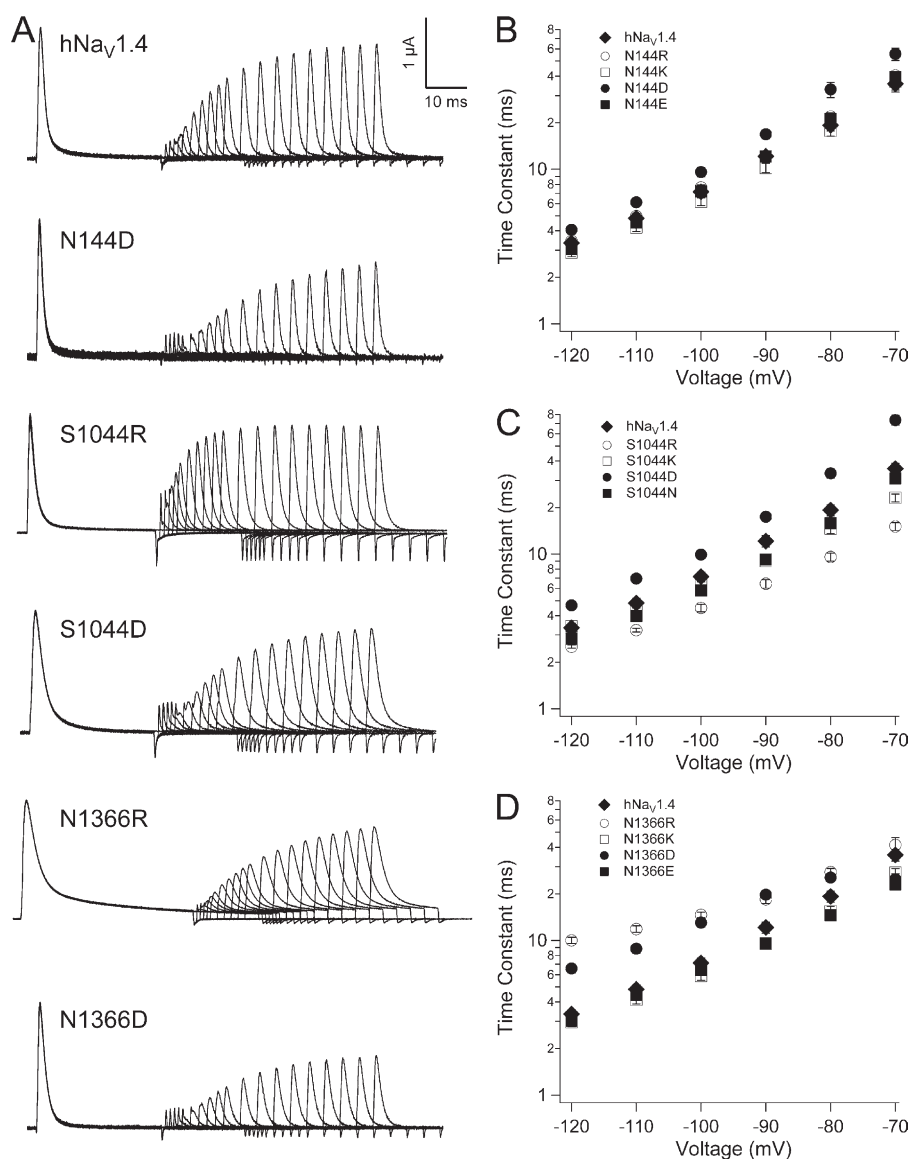 A
hNaV1.4
1 µA
10 ms
N144D
S1044R
S1044D
N1366R
N1366D
B
hNaV1.4
N144R
N144K
N144D
N144E
Time Constant (ms)
8
6
4
2
10
8
6
4
2
1
-120 -110 -100 -90 -80 -70
Voltage (mV)
C
hNaV1.4
S1044R
S1044K
S1044D
S1044N
Time Constant (ms)
8
6
4
2
10
8
6
4
2
1
-120 -110 -100 -90 -80 -70
Voltage (mV)
D
hNaV1.4
N1366R
N1366K
N1366D
N1366E
Time Constant (ms)
8
6
4
2
10
8
6
4
2
1
-120 -110 -100 -90 -80 -70
Voltage (mV)